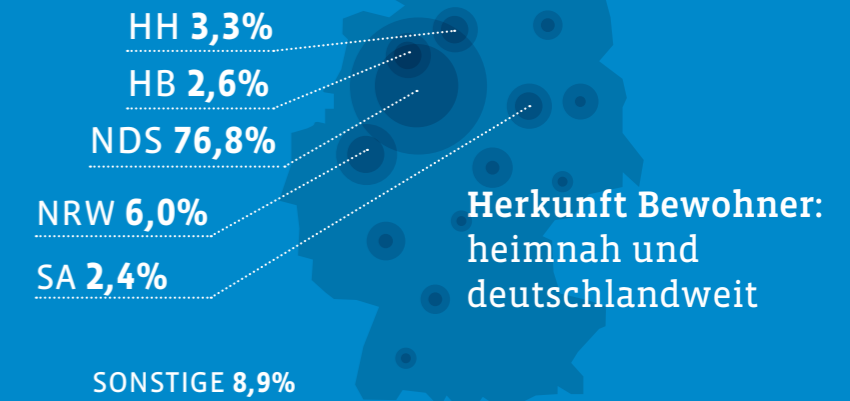 HH 3,3%
HB 2,6%
NDS 76,8%
NRW 6,0%
SA 2,4%
Herkunft Bewohner:
heimnah und
deutschlandweit
SONSTIGE 8,9%